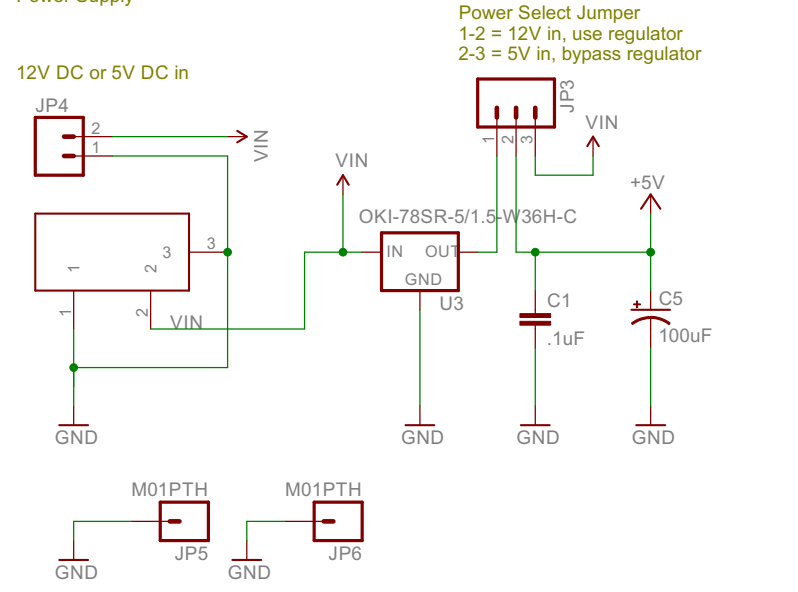 Power Supply
Power Select Jumper
1-2 = 12V in, use regulator
2-3 = 5V in, bypass regulator
12V DC or 5V DC in
JP4
2
1
VIN
JP3
1
2
3
VIN
VIN
+5V
OKI-78SR-5/1.5-W36H-C
IN
OUT
GND
U3
3
3
1
2
1
2
VIN
C1
.1uF
C5
100uF
GND
GND
GND
GND
M01PTH
M01PTH
JP5
JP6
GND
GND